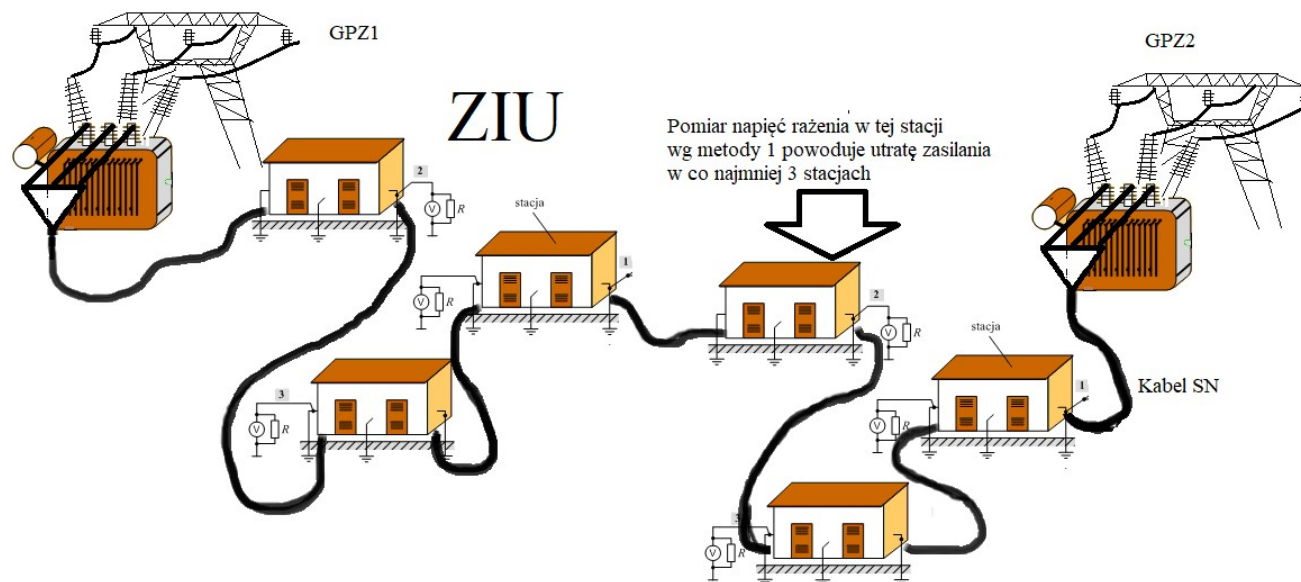 GPZ1
GPZ2
ZIU
Pomiar napięć rażenia w tej stacji
wg metody 1 powoduje utratę zasilania
w co najmniej 3 stacjach
2
V
R
stacja
1
V
R
2
V
R
stacja
1
V
R
Kabel SN
3
V
R
V
R